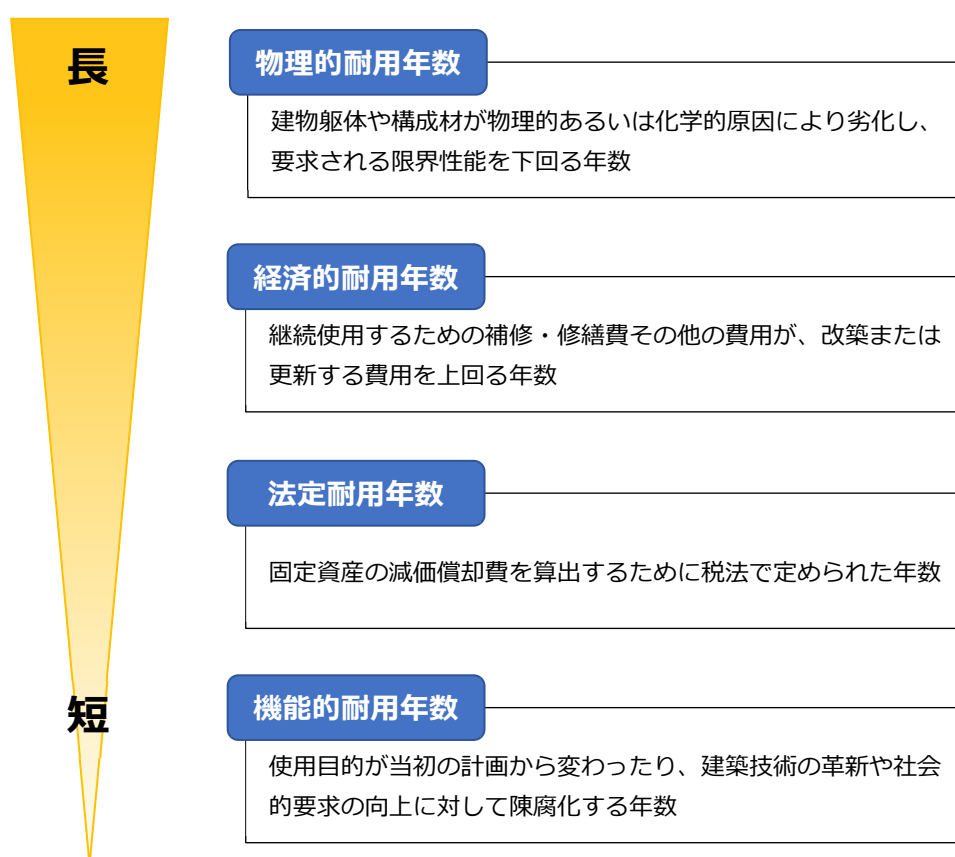 長
物理的耐用年数
建物躯体や構成材が物理的あるいは化学的原因により劣化し、
要求される限界性能を下回る年数
経済的耐用年数
継続使用するための補修・修繕費その他の費用が、改築または
更新する費用を上回る年数
法定耐用年数
固定資産の減価償却費を算出するために税法で定められた年数
短
機能的耐用年数
使用目的が当初の計画から変わったり、建築技術の革新や社会
的要求の向上に対して陳腐化する年数